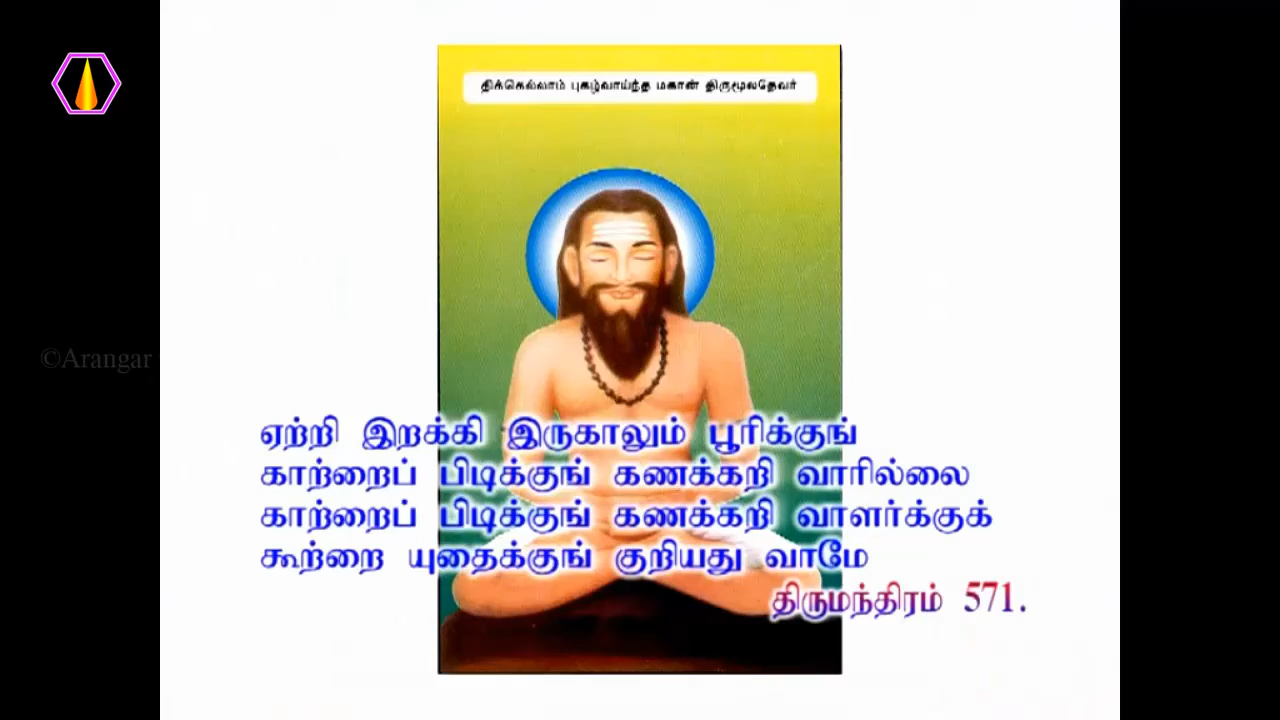 திக்கெல்லாம் புகழ்வாய்ந்த மகான் திருமூலதேவர்
©Arangar
ஏற்றி இறக்கி இருகாலும் பூரிக்குங்
காற்றைப் பிடிக்குங் கணக்கறி வாரில்லை
காற்றைப் பிடிக்குங் கணக்கறி வாளர்க்குக்
கூற்றை யுதைக்குங் குறியது வாமே
திருமந்திரம் 571.